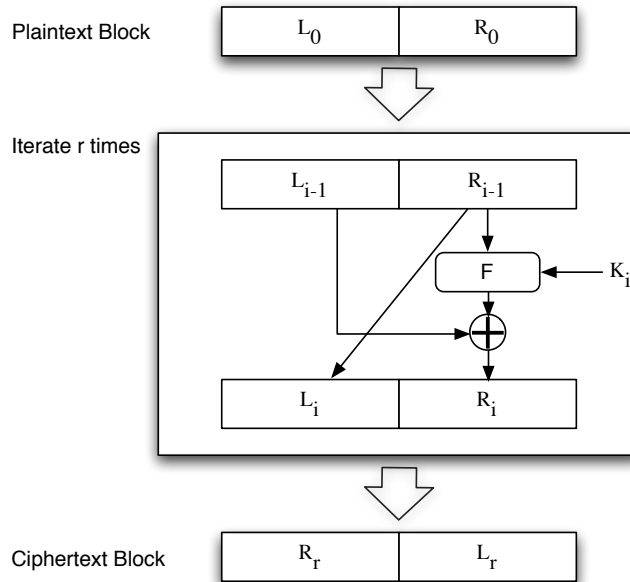 Plaintext Block L0 R0
Iterate r times
Li-1 Ri-1
F Ki
Li Ri
Ciphertext Block Rr Lr